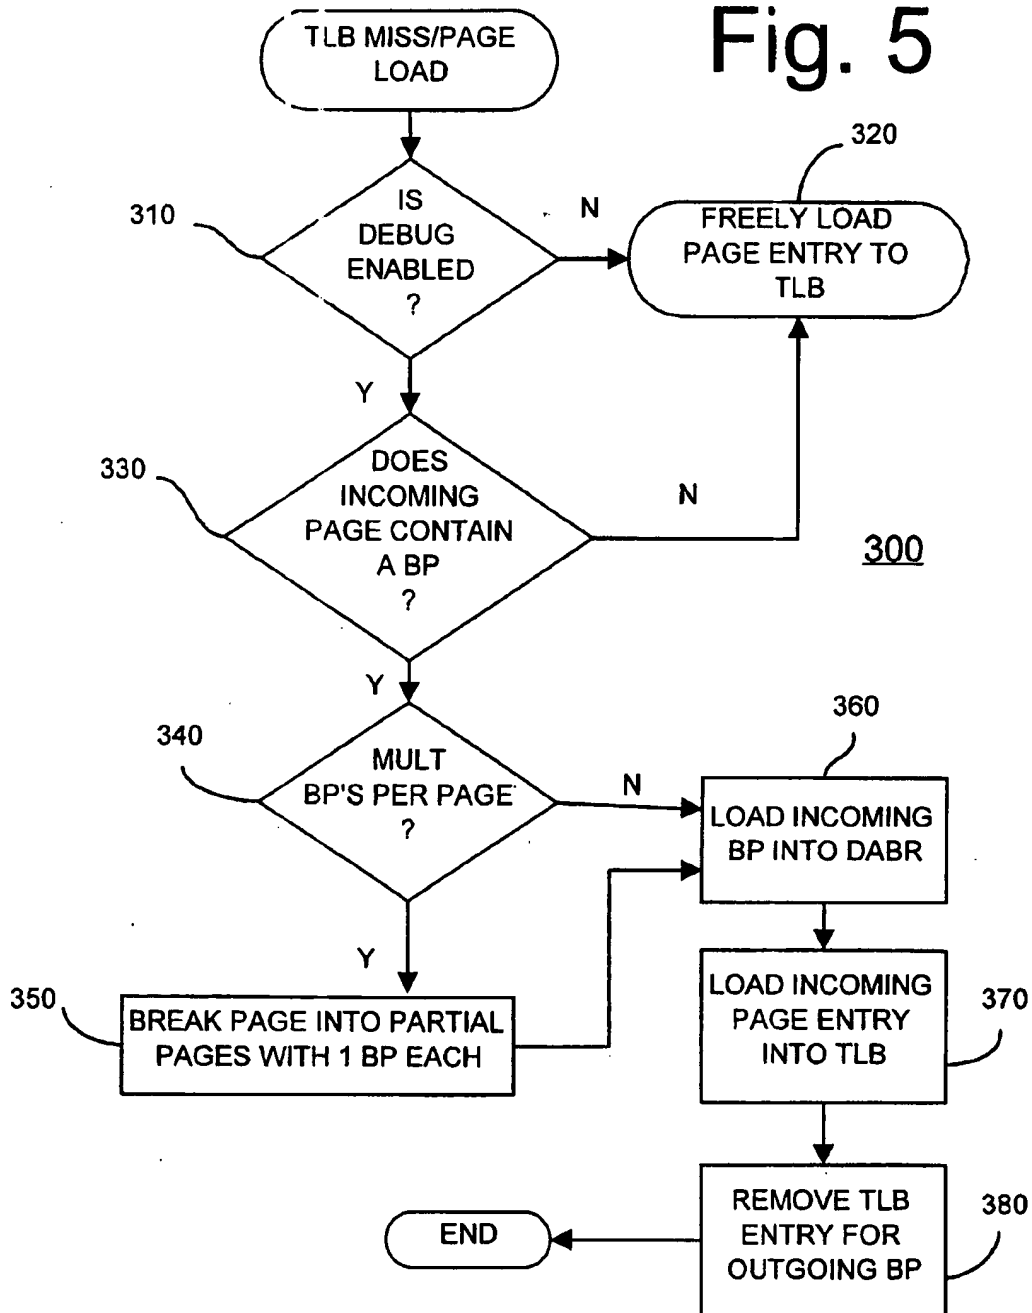 Fig. 5
TLB MISS/PAGE
LOAD
310
IS
DEBUG
ENABLED
?
N
320
FREELY LOAD
PAGE ENTRY TO
TLB
Y
330
DOES
INCOMING
PAGE CONTAIN
A BP
?
N
300
Y
340
MULT
BP'S PER PAGE
?
N
360
LOAD INCOMING
BP INTO DABR
Y
350
BREAK PAGE INTO PARTIAL
PAGES WITH 1 BP EACH
LOAD INCOMING
PAGE ENTRY
INTO TLB
370
REMOVE TLB
ENTRY FOR
OUTGOING BP
380
END